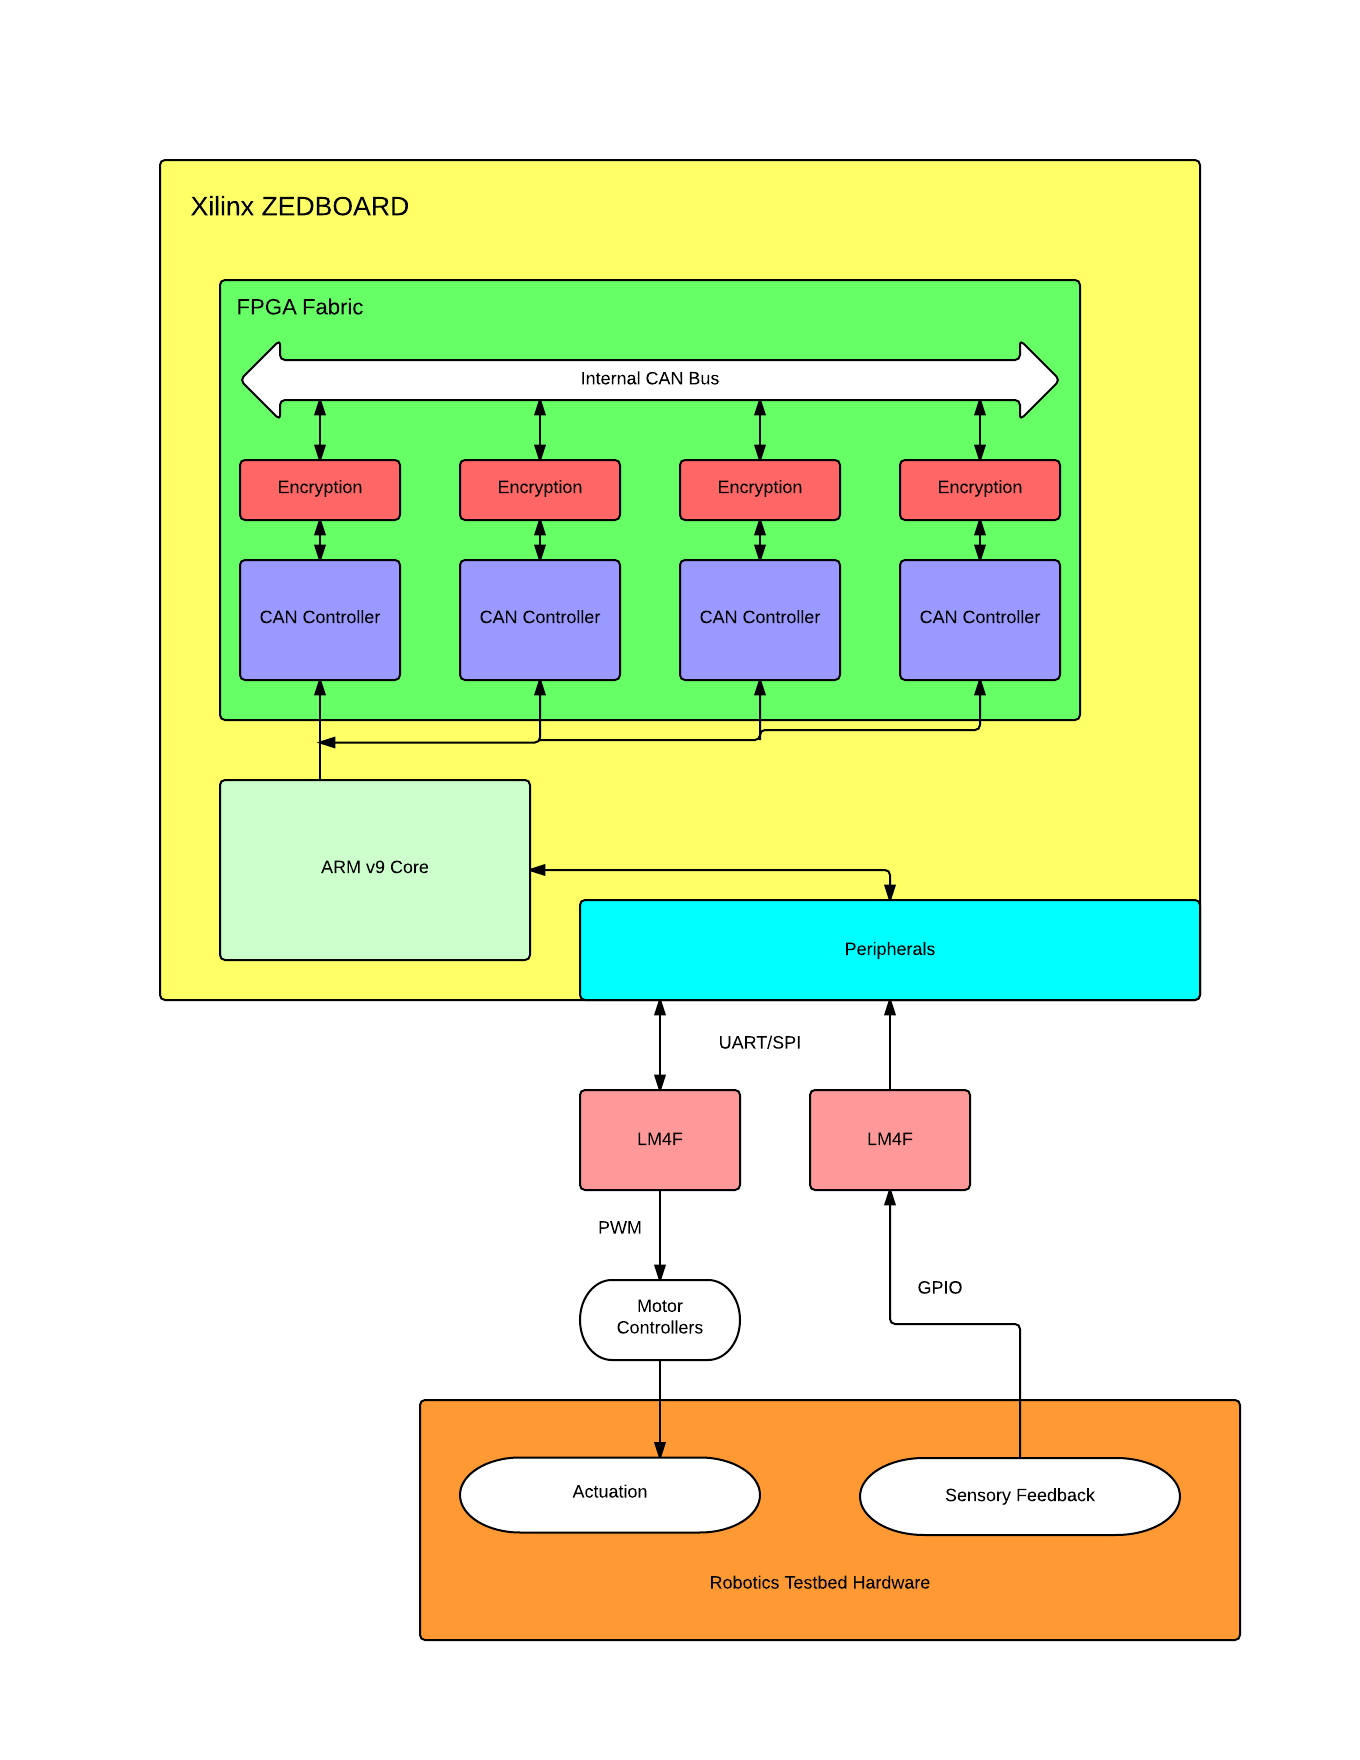 Xilinx ZEDBOARD
FPGA Fabric
Internal CAN Bus
Encryption
Encryption
Encryption
Encryption
CAN Controller
CAN Controller
CAN Controller
CAN Controller
ARM v9 Core
Peripherals
UART/SPI
LM4F
LM4F
PWM
GPIO
Motor
Controllers
Actuation
Sensory Feedback
Robotics Testbed Hardware